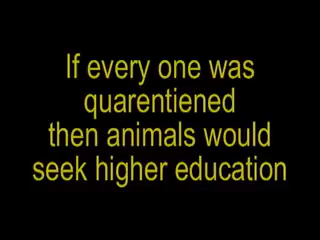 If every one was
quarentiened
then animals would
seek higher education